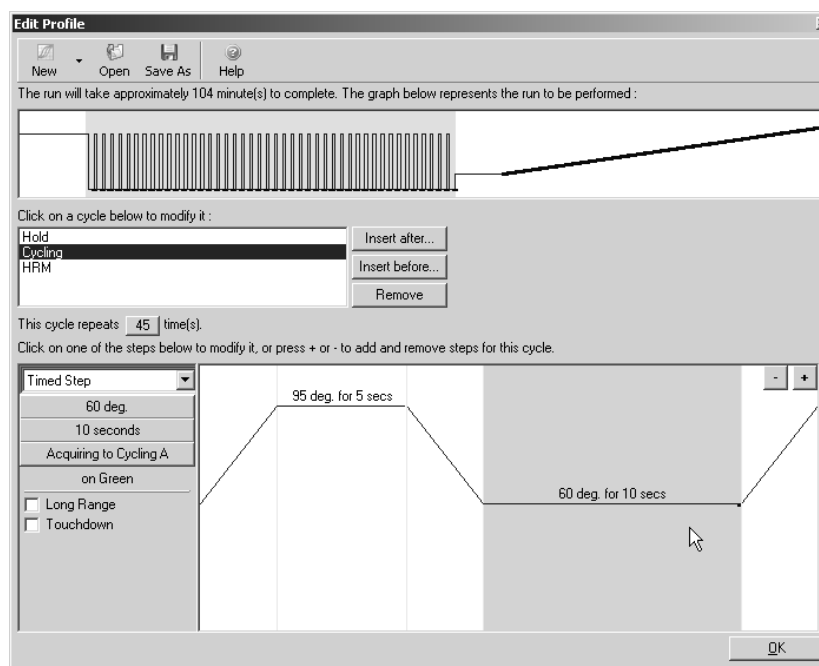 Edit Profile
New Open Save As Help
The run will take approximately 104 minute(s) to complete. The graph below represents the run to be performed :
Click on a cycle below to modify it :
Hold
Cycling
HRM
Insert after...
Insert before...
Remove
This cycle repeats 45 time(s).
Click on one of the steps below to modify it, or press + or - to add and remove steps for this cycle.
Timed Step
- +
60 deg.
10 seconds
Acquiring to Cycling A
on Green
Long Range
Touchdown
95 deg. for 5 secs
60 deg. for 10 secs
OK